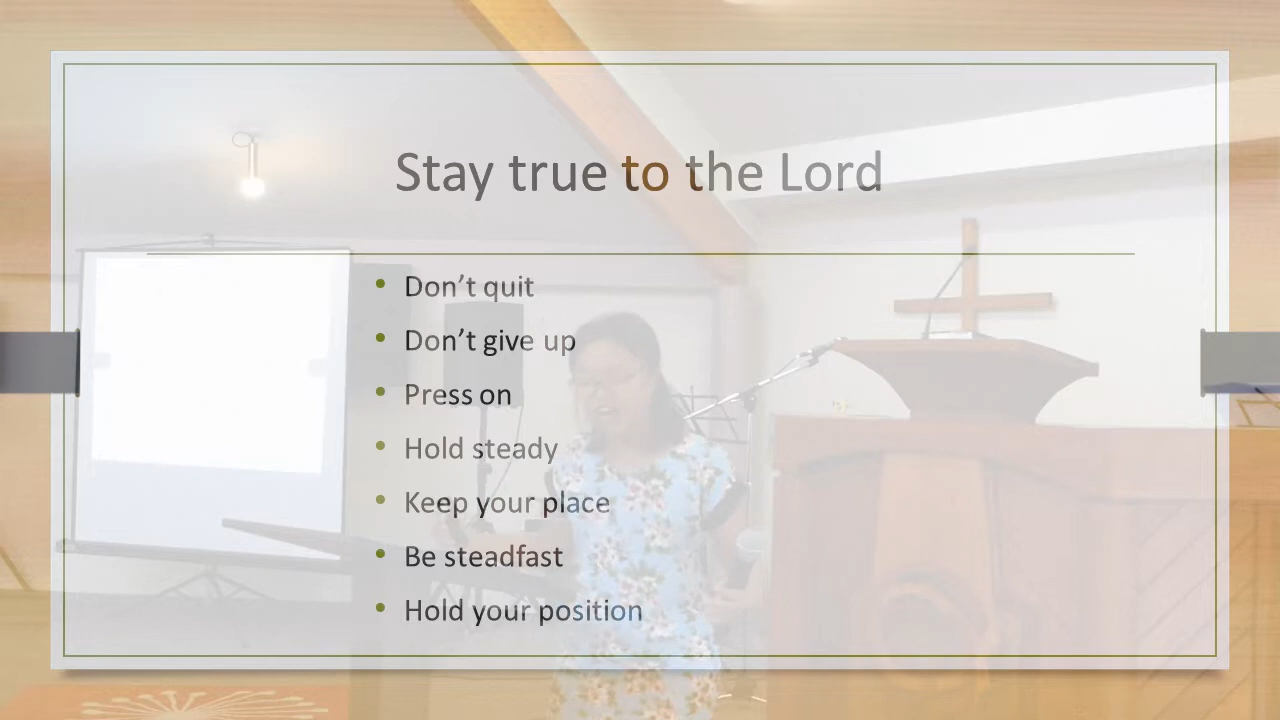 Stay true to the Lord
• Don’t quit
• Don’t give up
• Press on
• Hold steady
• Keep your place
• Be steadfast
• Hold your position